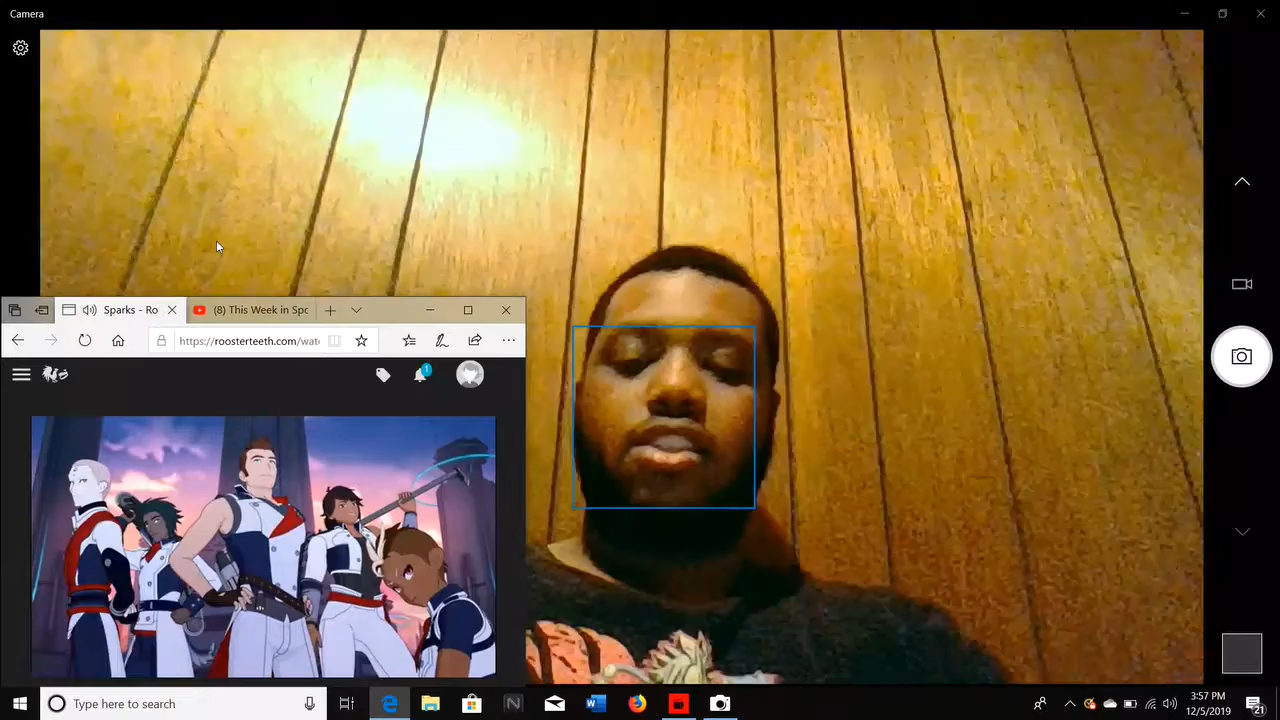 Camera
Sparks - Ro
(8) This Week in Spo
https://roosterteeth.com/wat
1
Type here to search
N
W
3:57 PM
12/5/2019
21